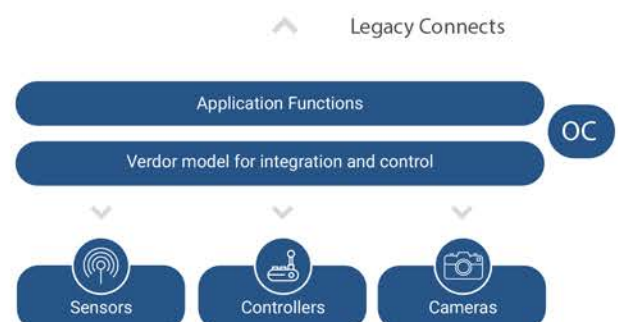 Legacy Connects
Application Functions
OC
Verdor model for integration and control
Sensors
Controllers
Cameras